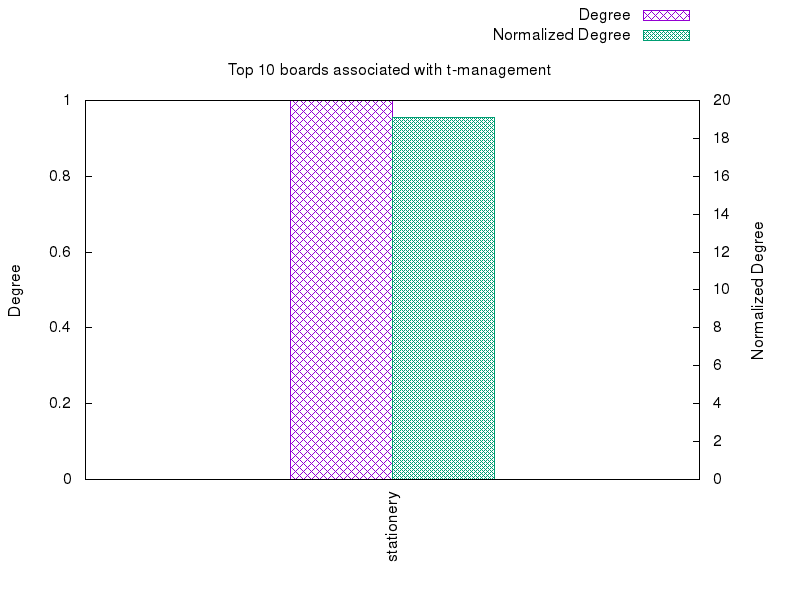 Degree
Normalized Degree
Top 10 boards associated with t-management
1
0.8
0.6
0.4
0.2
0
20
18
16
14
12
10
8
6
4
2
0
Degree
Normalized Degree
stationery